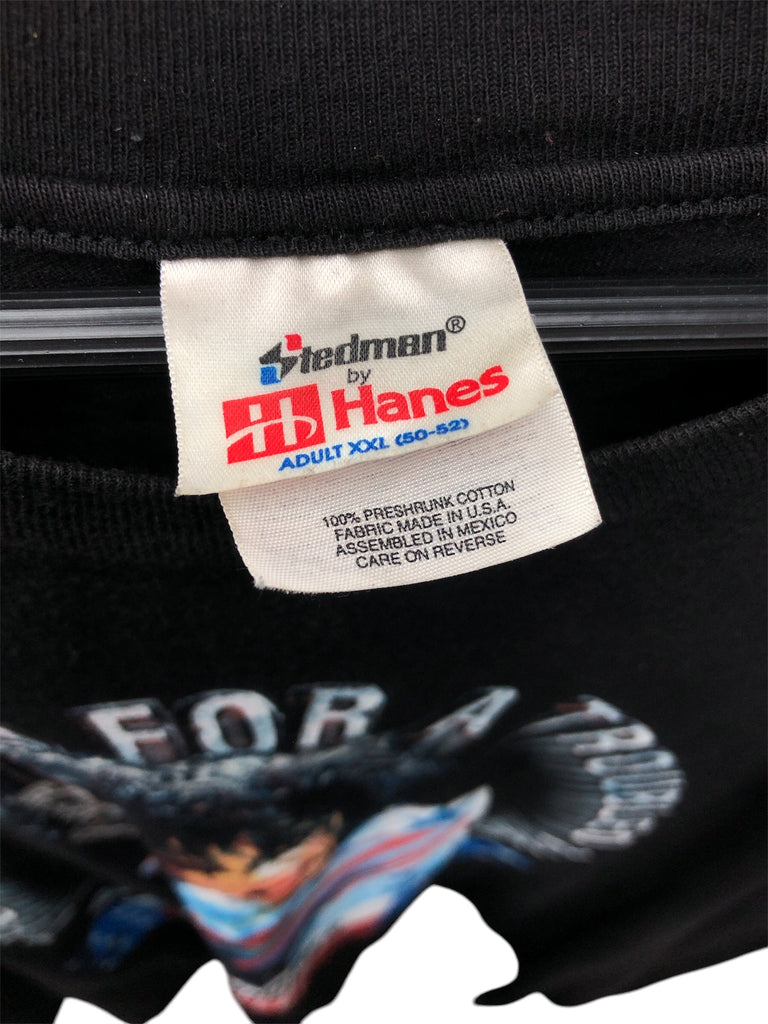 Stedman®
by
Hanes
ADULT XXL (50-52)
100% PRESHRUNK COTTON
FABRIC MADE IN U.S.A.
ASSEMBLED IN MEXICO
CARE ON REVERSE
FOR A